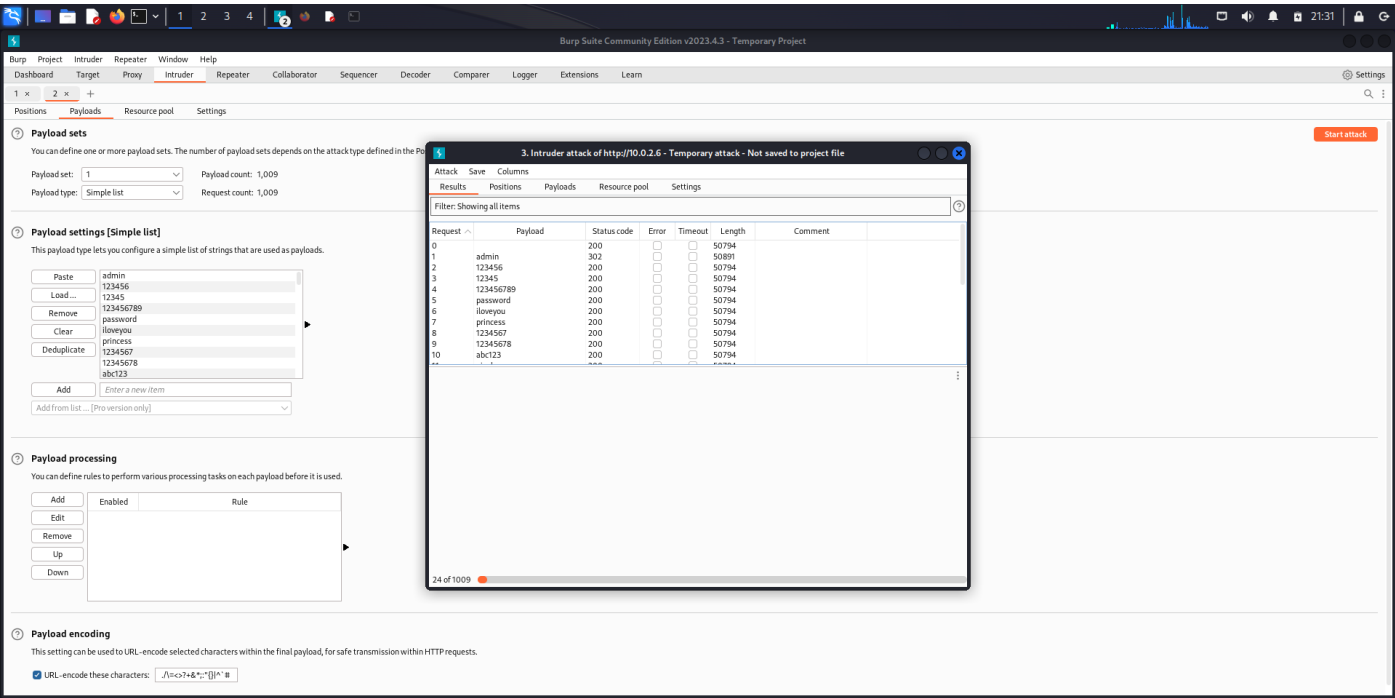 1 2 3 4 2 21:31
Burp Suite Community Edition v2023.4.3 - Temporary Project
Burp Project Intruder Repeater Window Help
Dashboard Target Proxy Intruder Repeater Collaborator Sequencer Decoder Comparer Logger Extensions Learn Settings
1 × 2 × +
Positions Payloads Resource pool Settings
? Payload sets
Start attack
You can define one or more payload sets. The number of payload sets depends on the attack type defined in the Po
Payload set: 1 Payload count: 1,009
Payload type: Simple list Request count: 1,009
? Payload settings [Simple list]
This payload type lets you configure a simple list of strings that are used as payloads.
Paste
Load ...
Remove
Clear
Deduplicate
admin
123456
12345
123456789
password
iloveyou
princess
1234567
12345678
abc123
Add Enter a new item
Add from list ... [Pro version only]
? Payload processing
You can define rules to perform various processing tasks on each payload before it is used.
Add
Edit
Remove
Up
Down
Enabled Rule
? Payload encoding
This setting can be used to URL-encode selected characters within the final payload, for safe transmission within HTTP requests.
URL-encode these characters: ./\=<>?+&*;:"{}|^`#
3. Intruder attack of http://10.0.2.6 - Temporary attack - Not saved to project file
Attack Save Columns
Results Positions Payloads Resource pool Settings
Filter: Showing all items ?
Request Payload Status code Error Timeout Length Comment
0 200 50794
1 admin 302 50891
2 123456 200 50794
3 12345 200 50794
4 123456789 200 50794
5 password 200 50794
6 iloveyou 200 50794
7 princess 200 50794
8 1234567 200 50794
9 12345678 200 50794
10 abc123 200 50794
24 of 1009